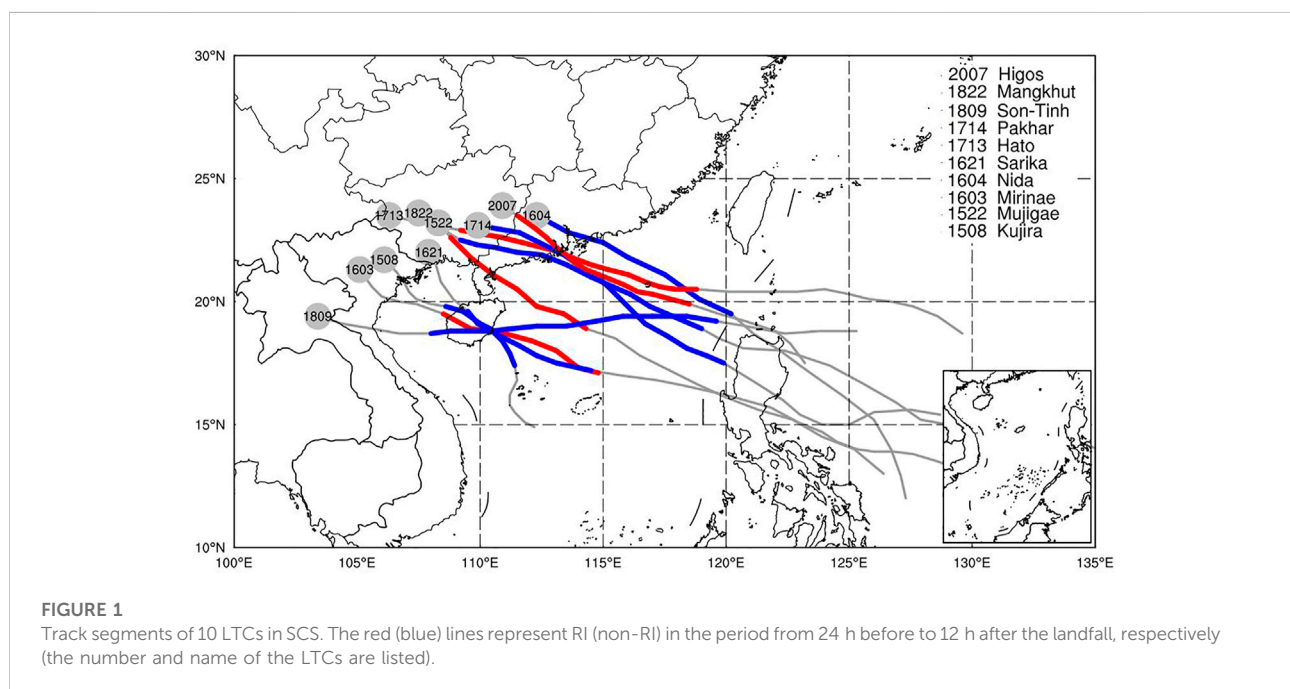 30°N
2007 Higos
1822 Mangkhut
1809 Son-Tinh
1714 Pakhar
1713 Hato
1621 Sarika
1604 Nida
1603 Mirinae
1522 Mujigae
1508 Kujira
25°N
1713 1822 1522 1714 2007 1604
1603 1508 1621
20°N
1809
15°N
10°N
100°E 105°E 110°E 115°E 120°E 125°E 130°E 135°E
FIGURE 1
Track segments of 10 LTCs in SCS. The red (blue) lines represent RI (non-RI) in the period from 24 h before to 12 h after the landfall, respectively
(the number and name of the LTCs are listed).